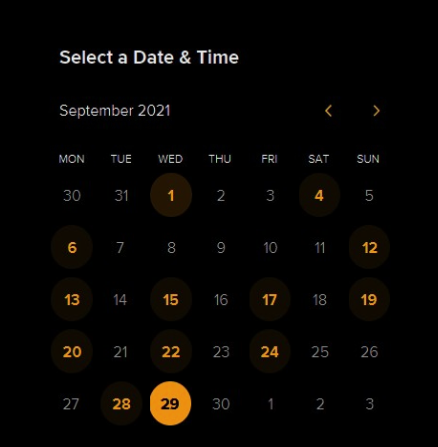 Select a Date & Time
September 2021
MON TUE WED THU FRI SAT SUN
30 31 1 2 3 4 5
6 7 8 9 10 11 12
13 14 15 16 17 18 19
20 21 22 23 24 25 26
27 28 29 30 1 2 3